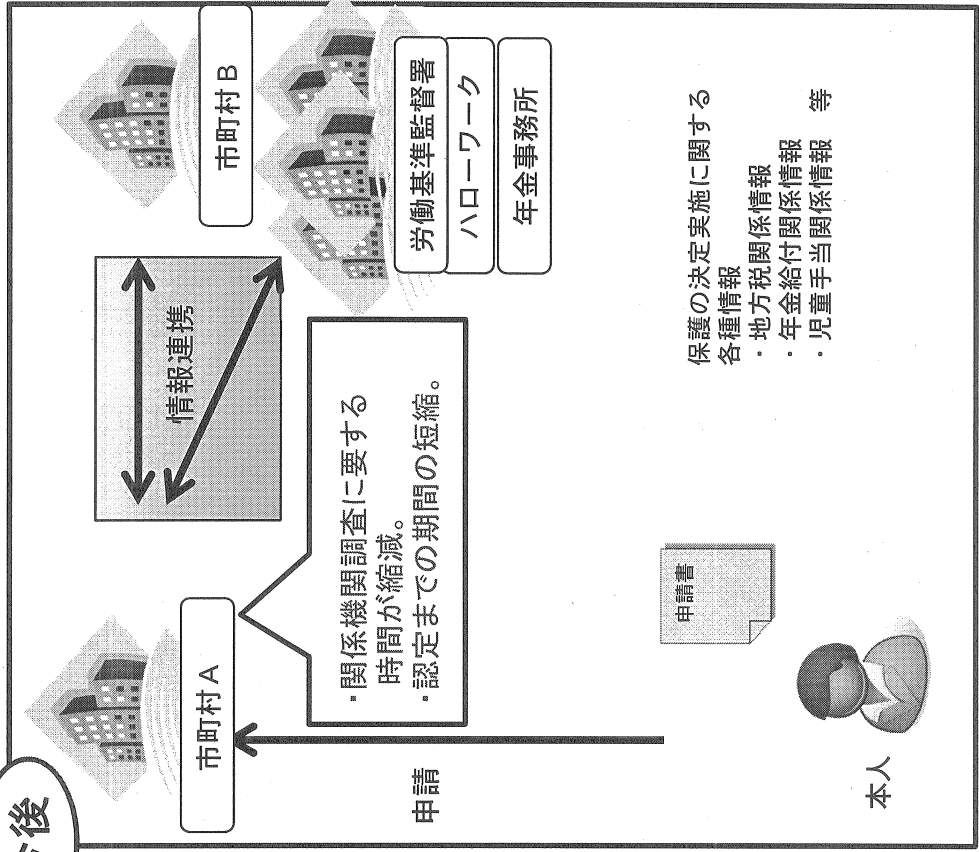 後
市町村A
情報連携
市町村B
労働基準監督署
ハローワーク
年金事務所
・関係機関調査に要する
時間が縮減。
・認定までの期間の短縮。
申請
申請書
本人
保護の決定実施に関する
各種情報
・地方税関係情報
・年金給付関係情報
・児童手当関係情報 等